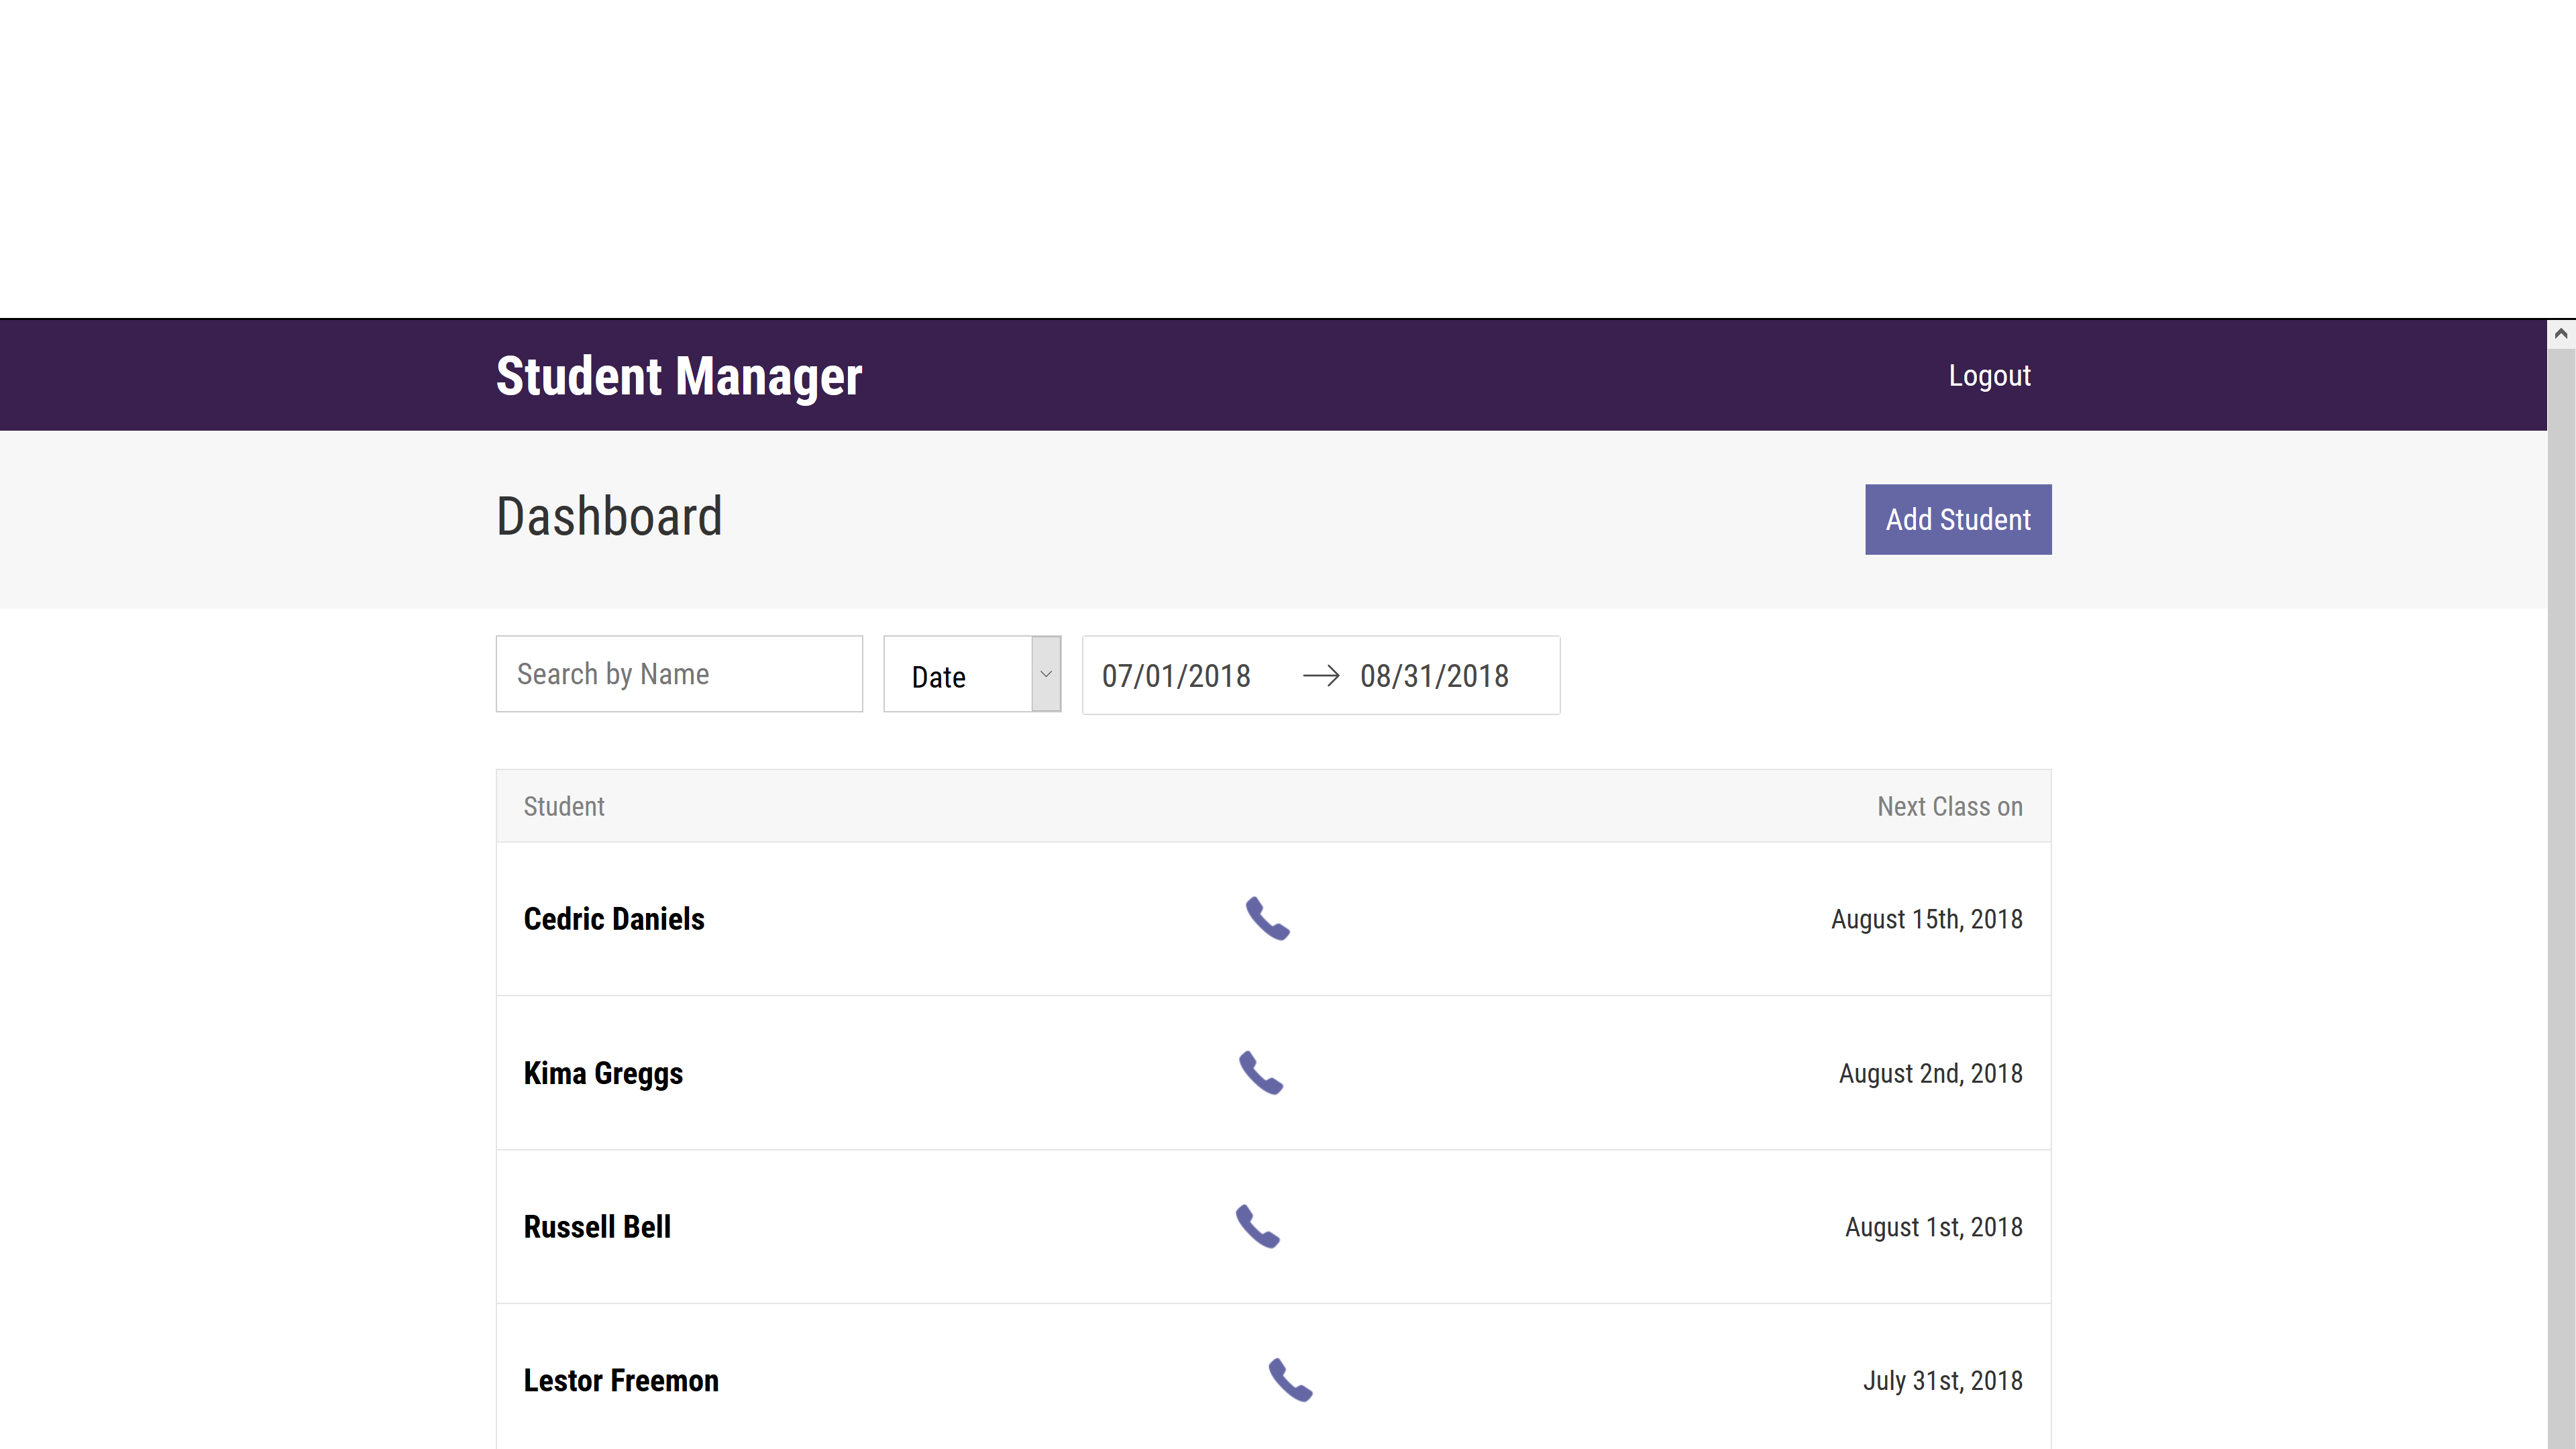 Student Manager
Logout
Dashboard
Add Student
Search by Name
Date
07/01/2018
08/31/2018
Student
Next Class on
Cedric Daniels
August 15th, 2018
Kima Greggs
August 2nd, 2018
Russell Bell
August 1st, 2018
Lestor Freemon
July 31st, 2018